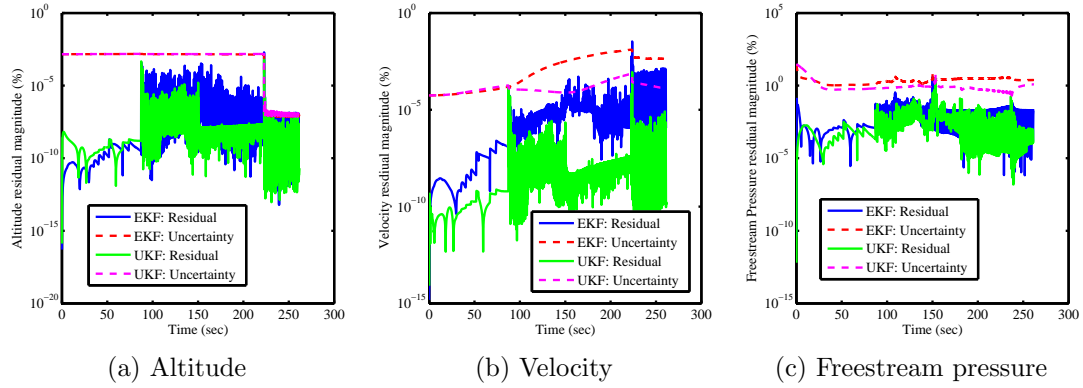 10^0
10^-5
10^-10
10^-15
10^-20
Altitude residual magnitude (%)
0 50 100 150 200 250 300
Time (sec)
EKF: Residual
EKF: Uncertainty
UKF: Residual
UKF: Uncertainty
(a) Altitude
10^0
10^-5
10^-10
10^-15
Velocity resdiual magnitude (%)
0 50 100 150 200 250 300
Time (sec)
EKF: Residual
EKF: Uncertainty
UKF: Residual
UKF: Uncertainty
(b) Velocity
10^5
10^0
10^-5
10^-10
10^-15
Freestream Pressure resdial magnitude (%)
0 50 100 150 200 250 300
Time (sec)
EKF: Residual
EKF: Uncertainty
UKF: Residual
UKF: Uncertainty
(c) Freestream pressure